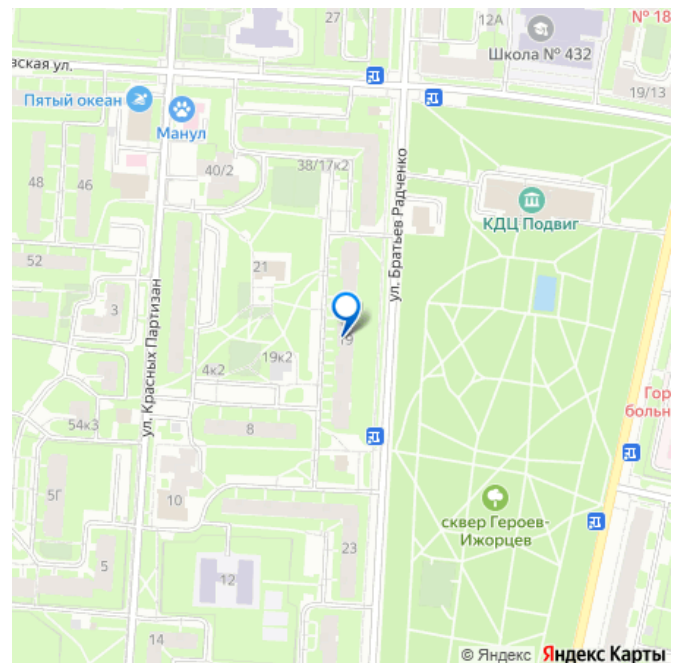 27
12А
№ 18
Школа № 432
вская ул.
19/13
Пятый океан
Манул
38/17к2
40/2
48
46
КДЦ Подвиг
ул. Братьев Радченко
52
21
ул. Красных Партизан
3
19
19к2
4к2
Гор
больн
54к3
8
5Г
10
сквер Героев-
Ижорцев
23
5
12
14
© Яндекс Яндекс Карты